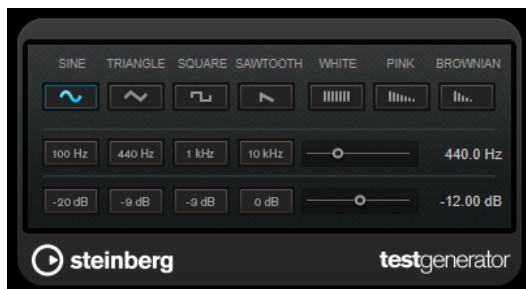 SINE TRIANGLE SQUARE SAWTOOTH WHITE PINK BROWNIAN
100 Hz 440 Hz 1 kHz 10 kHz 440.0 Hz
-20 dB -9 dB -3 dB 0 dB -12.00 dB
steinberg testgenerator